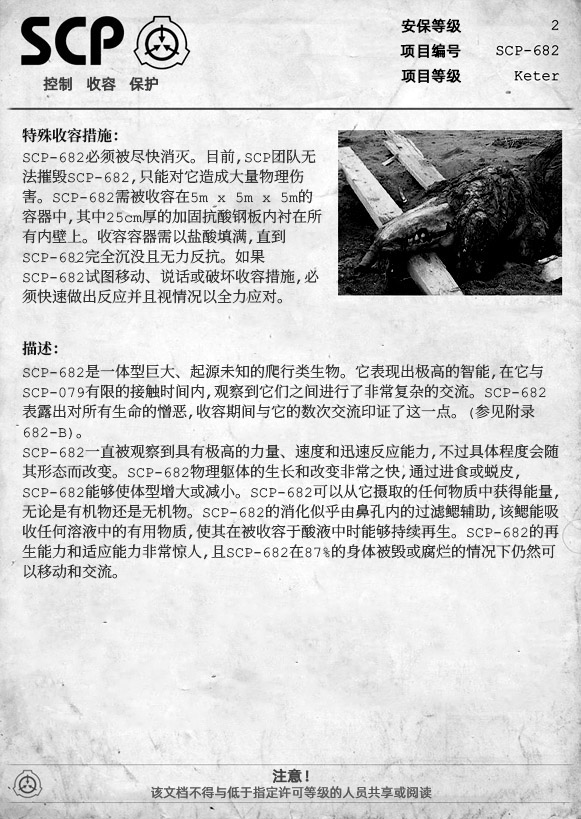 SCP
控制 收容 保护
安保等级 2
项目编号 SCP-682
项目等级 Keter
特殊收容措施:
SCP-682必须被尽快消灭。目前,SCP团队无
法摧毁SCP-682,只能对它造成大量物理伤
害。SCP-682需被收容在5m x 5m x 5m的
容器中,其中25cm厚的加固抗酸钢板内衬在所
有内壁上。收容容器需以盐酸填满,直到
SCP-682完全沉没且无力反抗。如果
SCP-682试图移动、说话或破坏收容措施,必
须快速做出反应并且视情况以全力应对。
描述:
SCP-682是一体型巨大、起源未知的爬行类生物。它表现出极高的智能,在它与
SCP-079有限的接触时间内,观察到它们之间进行了非常复杂的交流。SCP-682
表露出对所有生命的憎恶,收容期间与它的数次交流印证了这一点。(参见附录
682-B)。
SCP-682一直被观察到具有极高的力量、速度和迅速反应能力,不过具体程度会随
其形态而改变。SCP-682物理躯体的生长和改变非常之快,通过进食或蜕皮,
SCP-682能够使体型增大或减小。SCP-682可以从它摄取的任何物质中获得能量,
无论是有机物还是无机物。SCP-682的消化似乎由鼻孔内的过滤鳃辅助,该鳃能吸
收任何溶液中的有用物质,使其在被收容于酸液中时能够持续再生。SCP-682的再
生能力和适应能力非常惊人,且SCP-682在87%的身体被毁或腐烂的情况下仍然可
以移动和交流。
注意!
该文档不得与低于指定许可等级的人员共享或阅读